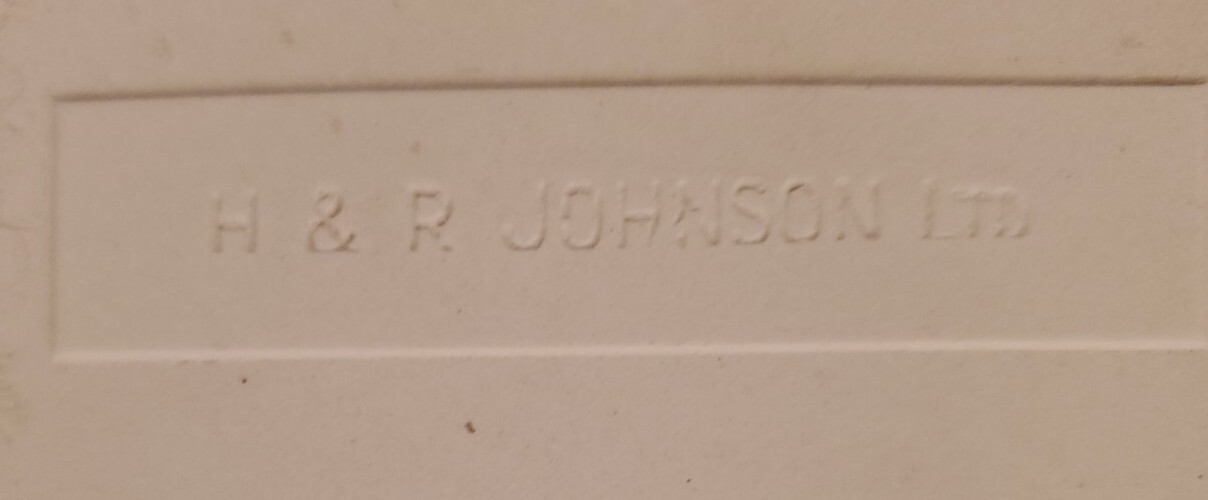 H & R JOHNSON LTD